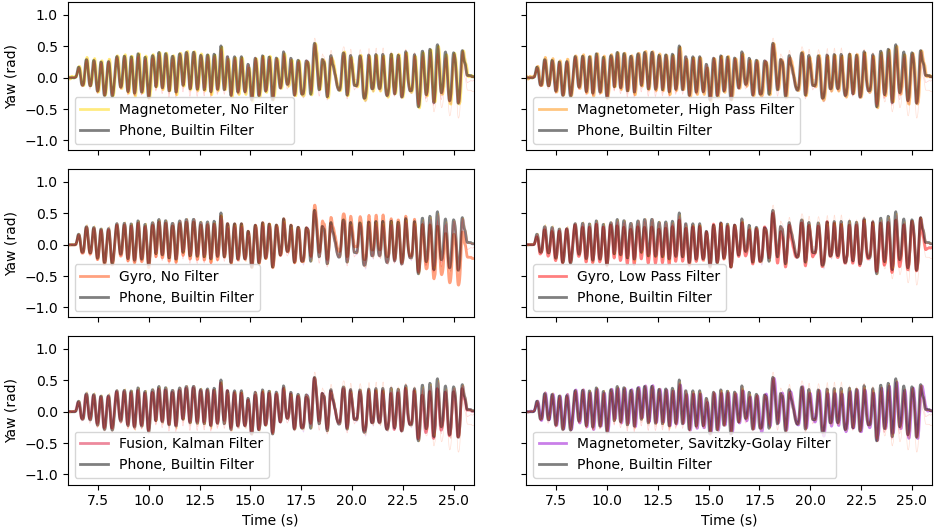 1.0
0.5
0.0
−0.5
−1.0
Yaw (rad)
Magnetometer, No Filter
Phone, Builtin Filter
Magnetometer, High Pass Filter
Phone, Builtin Filter
1.0
0.5
0.0
−0.5
−1.0
Yaw (rad)
Gyro, No Filter
Phone, Builtin Filter
Gyro, Low Pass Filter
Phone, Builtin Filter
1.0
0.5
0.0
−0.5
−1.0
Yaw (rad)
Fusion, Kalman Filter
Phone, Builtin Filter
Magnetometer, Savitzky-Golay Filter
Phone, Builtin Filter
7.5 10.0 12.5 15.0 17.5 20.0 22.5 25.0
Time (s)
7.5 10.0 12.5 15.0 17.5 20.0 22.5 25.0
Time (s)